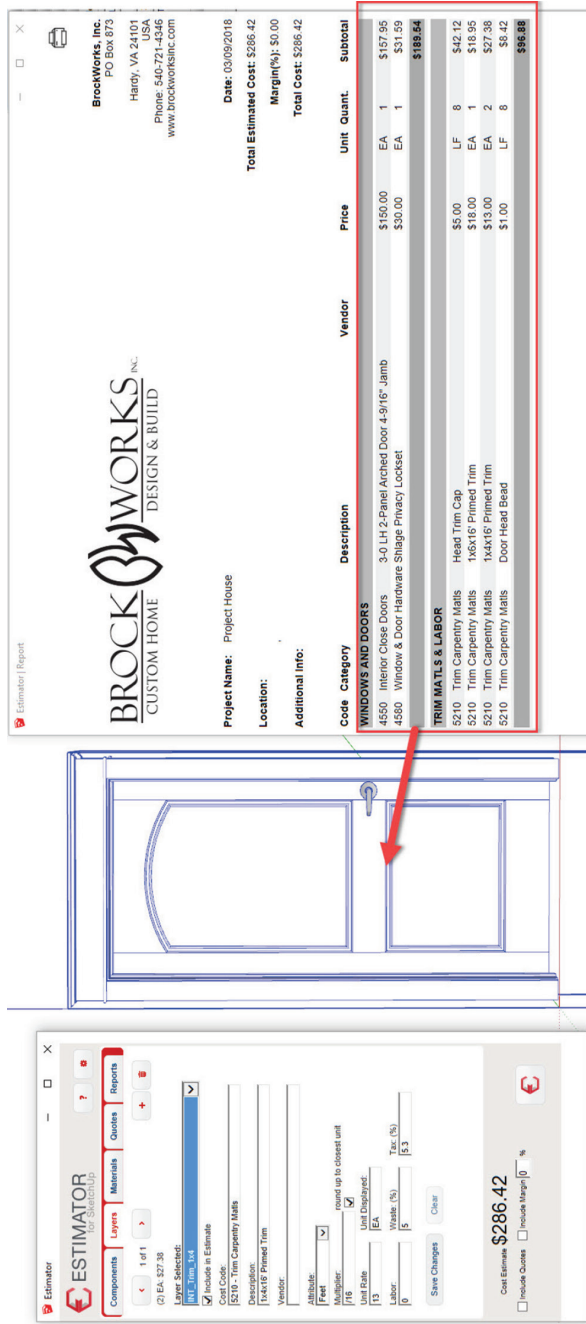 Estimator
ESTIMATOR
for SketchUp
Components Layers Materials Quotes Reports
1 of 1
(2) EA: $27.38
Layer Selected:
INT_Trim_1x4
Include in Estimate
Cost Code:
5210 - Trim Carpentry Matls
Description:
1x4x16' Primed Trim
Vendor:
Attribute:
Feet
Multiplier: round up to closest unit
/16
Unit Rate Unit Displayed:
13 EA
Labor: Waste: (%) Tax: (%)
0 5 5.3
Save Changes Clear
Cost Estimate $286.42
Include Quotes Include Margin 0 %
Estimator | Report
BROCK WORKS INC.
CUSTOM HOME DESIGN & BUILD
BrockWorks, Inc.
PO Box 873
Hardy, VA 24101
USA
Phone: 540-721-4346
www.brockworksinc.com
Project Name: Project House
Location: ,
Additional Info:
Date: 03/09/2018
Total Estimated Cost: $286.42
Margin(%): $0.00
Total Cost: $286.42
Code Category Description Vendor Price Unit Quant. Subtotal
WINDOWS AND DOORS
4550 Interior Close Doors 3-0 LH 2-Panel Arched Door 4-9/16" Jamb $150.00 EA 1 $157.95
4580 Window & Door Hardware Shlage Privacy Lockset $30.00 EA 1 $31.59
$189.54
TRIM MATLS & LABOR
5210 Trim Carpentry Matls Head Trim Cap $5.00 LF 8 $42.12
5210 Trim Carpentry Matls 1x6x16' Primed Trim $18.00 EA 1 $18.95
5210 Trim Carpentry Matls 1x4x16' Primed Trim $13.00 EA 2 $27.38
5210 Trim Carpentry Matls Door Head Bead $1.00 LF 8 $8.42
$96.88